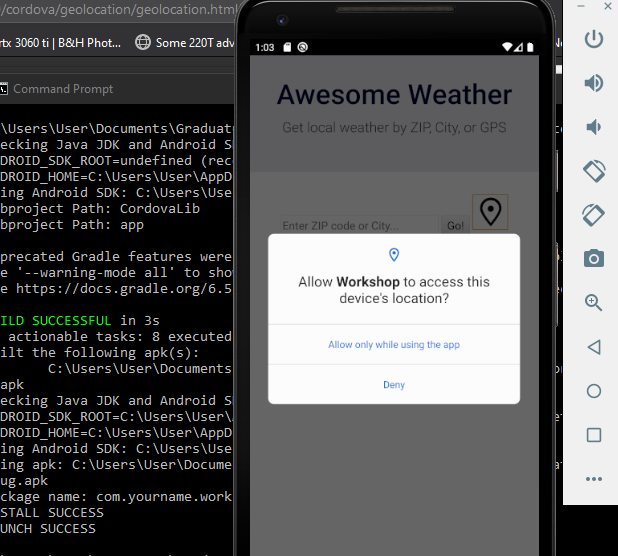 /cordova/geolocation/geolocation.html
rtx 3060 ti | B&H Phot...
Some 220T adv
Command Prompt
\Users\User\Documents\Graduat
ecking Java JDK and Android S
DROID_SDK_ROOT=undefined (rec
DROID_HOME=C:\Users\User\AppD
ing Android SDK: C:\Users\Use
bproject Path: CordovaLib
bproject Path: app
precated Gradle features were
e '--warning-mode all' to sho
e https://docs.gradle.org/6.5
ILD SUCCESSFUL in 3s
actionable tasks: 8 executed
ilt the following apk(s):
C:\Users\User\Documents
apk
ecking Java JDK and Android S
DROID_SDK_ROOT=C:\Users\User\
DROID_HOME=C:\Users\User\AppD
ing Android SDK: C:\Users\Use
ing apk: C:\Users\User\Docume
ug.apk
ckage name: com.yourname.work
STALL SUCCESS
UNCH SUCCESS
1:03
Awesome Weather
Get local weather by ZIP, City, or GPS
Enter ZIP code or City...
Go!
Allow Workshop to access this
device's location?
Allow only while using the app
Deny